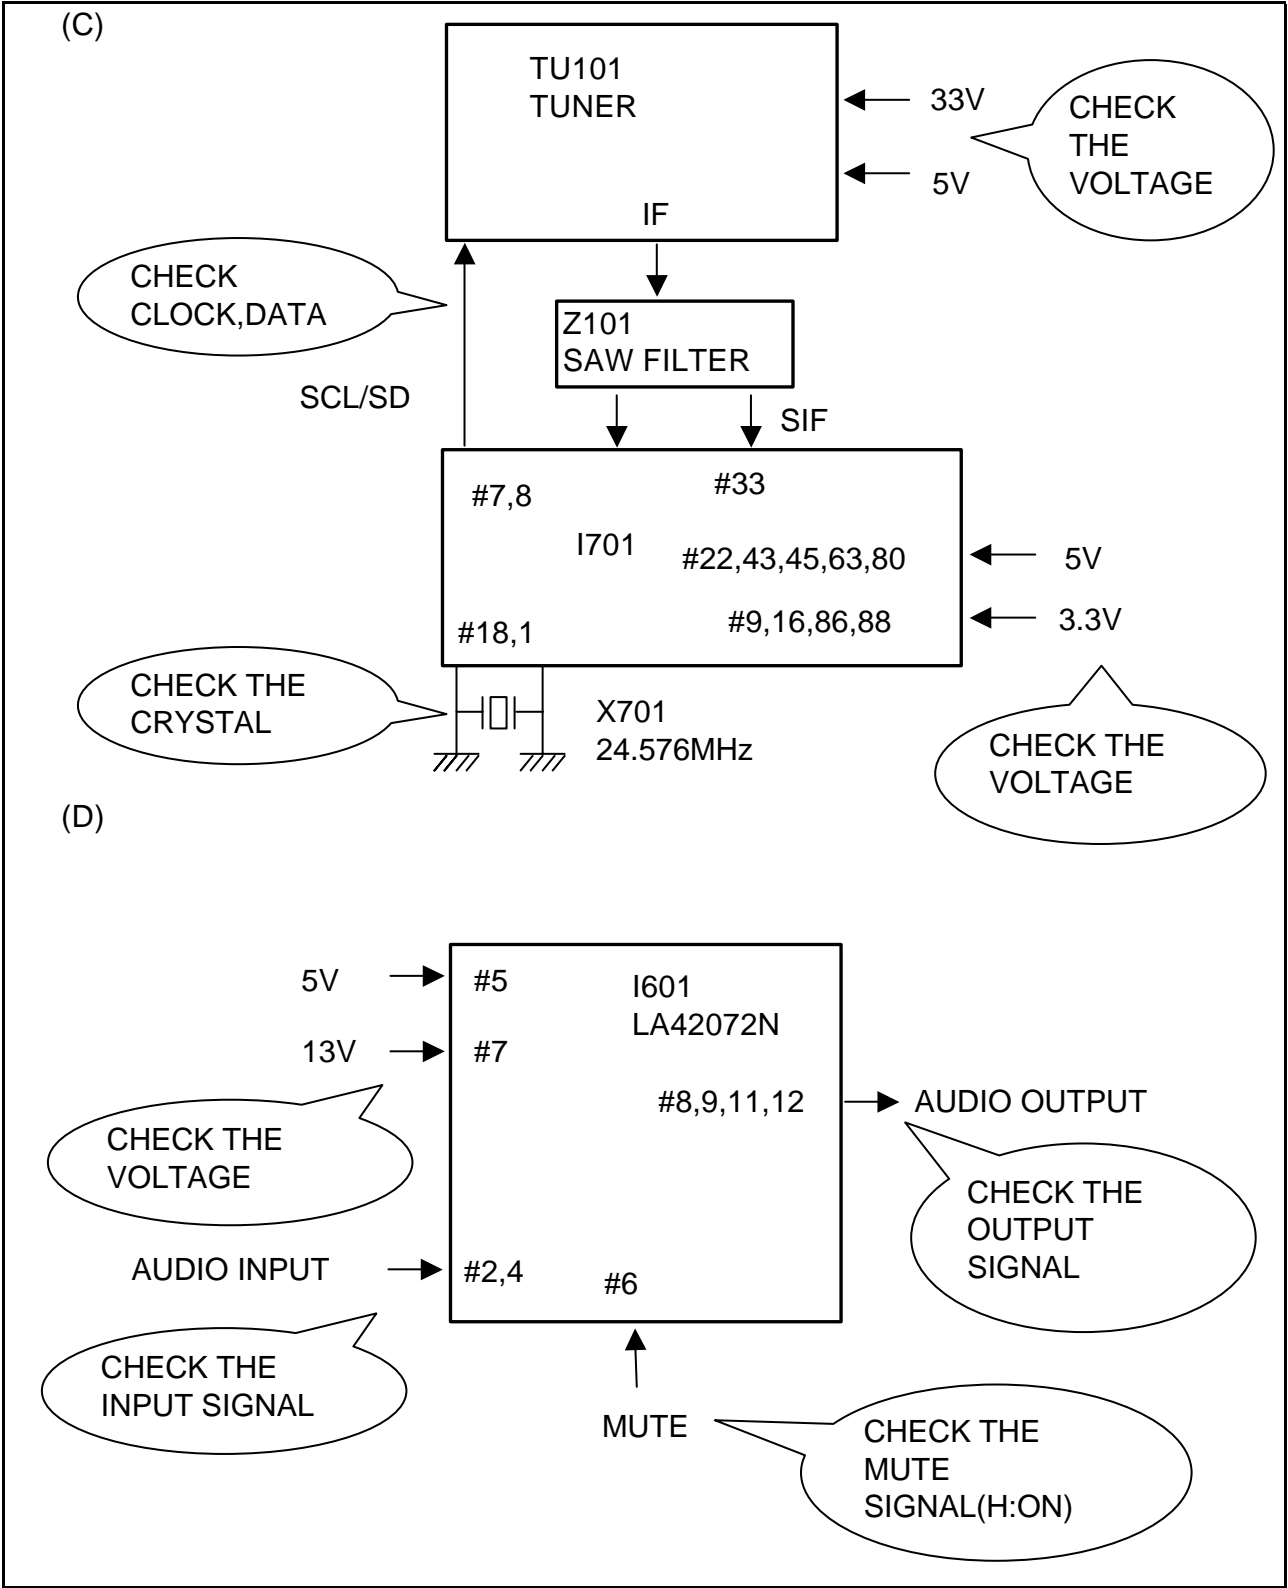 (C)
TU101
TUNER
33V
5V
CHECK
THE
VOLTAGE
IF
CHECK
CLOCK,DATA
Z101
SAW FILTER
SCL/SD
SIF
#7,8
#33
I701
#22,43,45,63,80
5V
#9,16,86,88
3.3V
#18,1
CHECK THE
CRYSTAL
X701
24.576MHz
CHECK THE
VOLTAGE
(D)
5V
#5
I601
LA42072N
13V
#7
#8,9,11,12
AUDIO OUTPUT
CHECK THE
VOLTAGE
CHECK THE
OUTPUT
SIGNAL
AUDIO INPUT
#2,4
#6
CHECK THE
INPUT SIGNAL
MUTE
CHECK THE
MUTE
SIGNAL(H:ON)